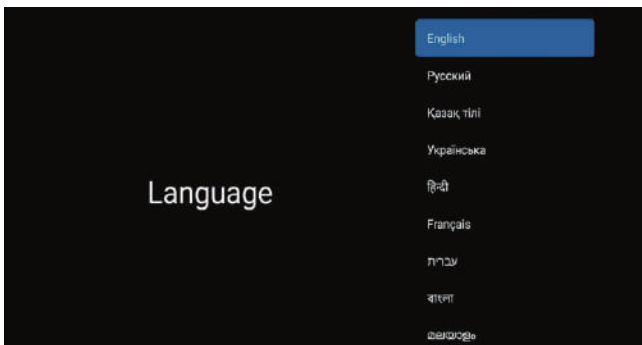 Language
English
Русский
Қазақ тілі
Українська
हिन्दी
Français
עברית
বাংলা
മലയാളം